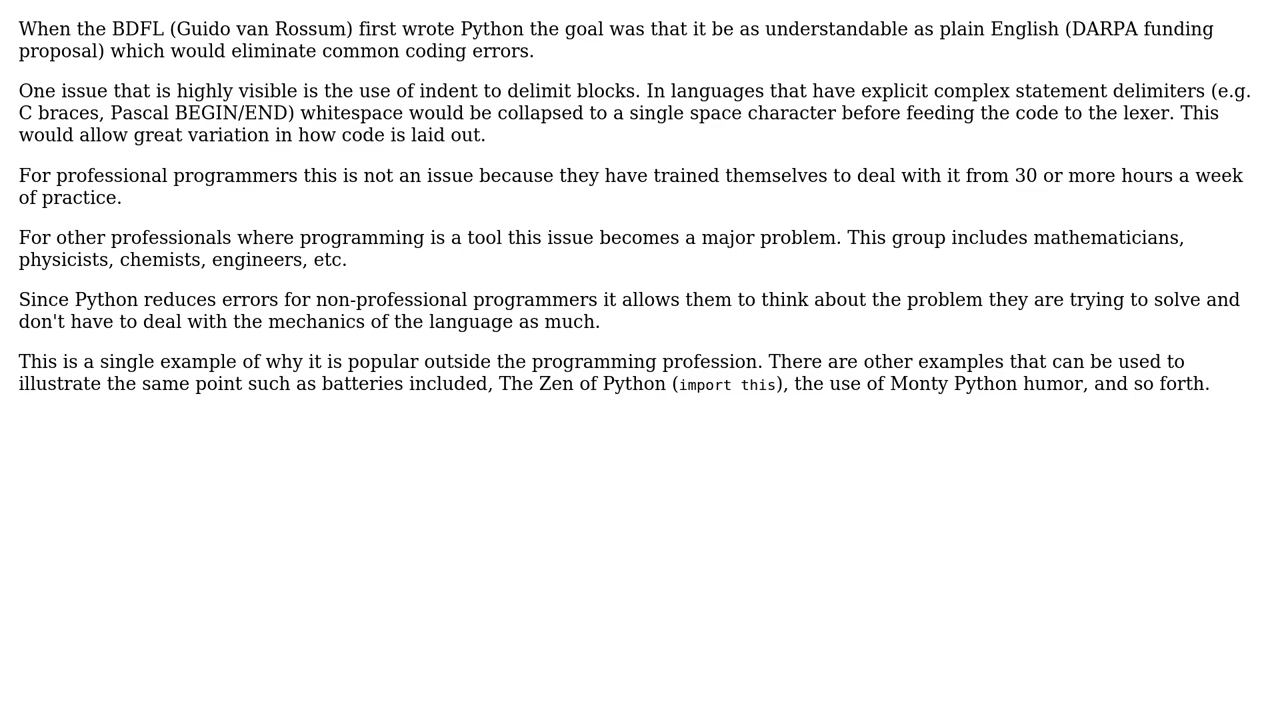 When the BDFL (Guido van Rossum) first wrote Python the goal was that it be as understandable as plain English (DARPA funding
proposal) which would eliminate common coding errors.
One issue that is highly visible is the use of indent to delimit blocks. In languages that have explicit complex statement delimiters (e.g.
C braces, Pascal BEGIN/END) whitespace would be collapsed to a single space character before feeding the code to the lexer. This
would allow great variation in how code is laid out.
For professional programmers this is not an issue because they have trained themselves to deal with it from 30 or more hours a week
of practice.
For other professionals where programming is a tool this issue becomes a major problem. This group includes mathematicians,
physicists, chemists, engineers, etc.
Since Python reduces errors for non-professional programmers it allows them to think about the problem they are trying to solve and
don't have to deal with the mechanics of the language as much.
This is a single example of why it is popular outside the programming profession. There are other examples that can be used to
illustrate the same point such as batteries included, The Zen of Python (import this), the use of Monty Python humor, and so forth.